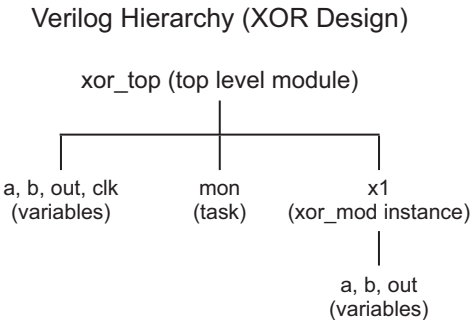 Verilog Hierarchy (XOR Design)
xor_top (top level module)
a, b, out, clk
(variables)
mon
(task)
x1
(xor_mod instance)
a, b, out
(variables)